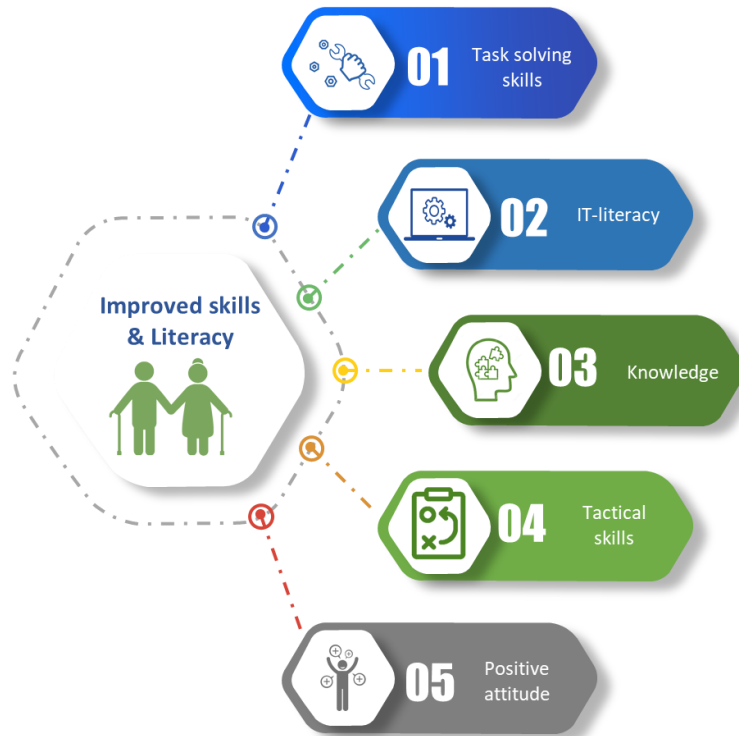 Improved skills
& Literacy
01
Task solving
skills
02
IT-literacy
03
Knowledge
04
Tactical
skills
05
Positive
attitude